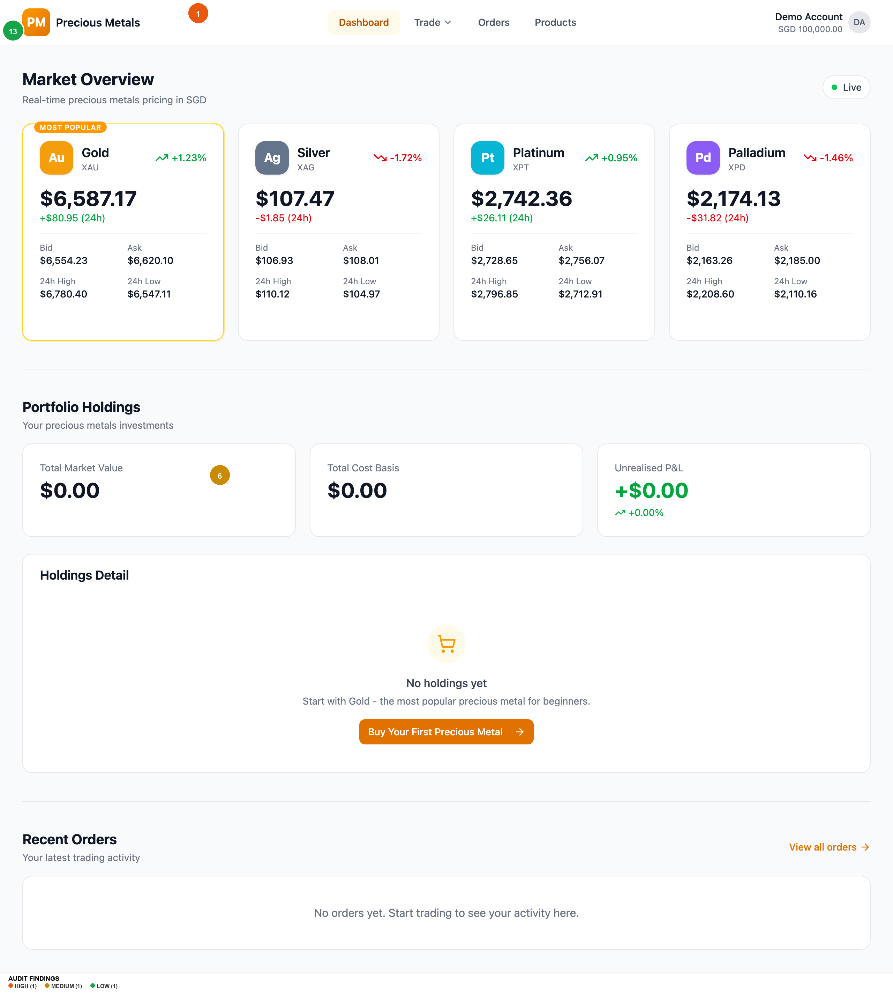 13
PM
Precious Metals
1
Dashboard
Trade
Orders
Products
Demo Account
SGD 100,000.00
DA
Market Overview
Real-time precious metals pricing in SGD
Live
MOST POPULAR
Au
Gold
XAU
+1.23%
$6,587.17
+$80.95 (24h)
Bid
Ask
$6,554.23
$6,620.10
24h High
24h Low
$6,780.40
$6,547.11
Ag
Silver
XAG
-1.72%
$107.47
-$1.85 (24h)
Bid
Ask
$106.93
$108.01
24h High
24h Low
$110.12
$104.97
Pt
Platinum
XPT
+0.95%
$2,742.36
+$26.11 (24h)
Bid
Ask
$2,728.65
$2,756.07
24h High
24h Low
$2,796.85
$2,712.91
Pd
Palladium
XPD
-1.46%
$2,174.13
-$31.82 (24h)
Bid
Ask
$2,163.26
$2,185.00
24h High
24h Low
$2,208.60
$2,110.16
Portfolio Holdings
Your precious metals investments
Total Market Value
$0.00
6
Total Cost Basis
$0.00
Unrealised P&L
+$0.00
+0.00%
Holdings Detail
No holdings yet
Start with Gold - the most popular precious metal for beginners.
Buy Your First Precious Metal
Recent Orders
Your latest trading activity
View all orders
No orders yet. Start trading to see your activity here.
AUDIT FINDINGS
HIGH (1) MEDIUM (1) LOW (1)